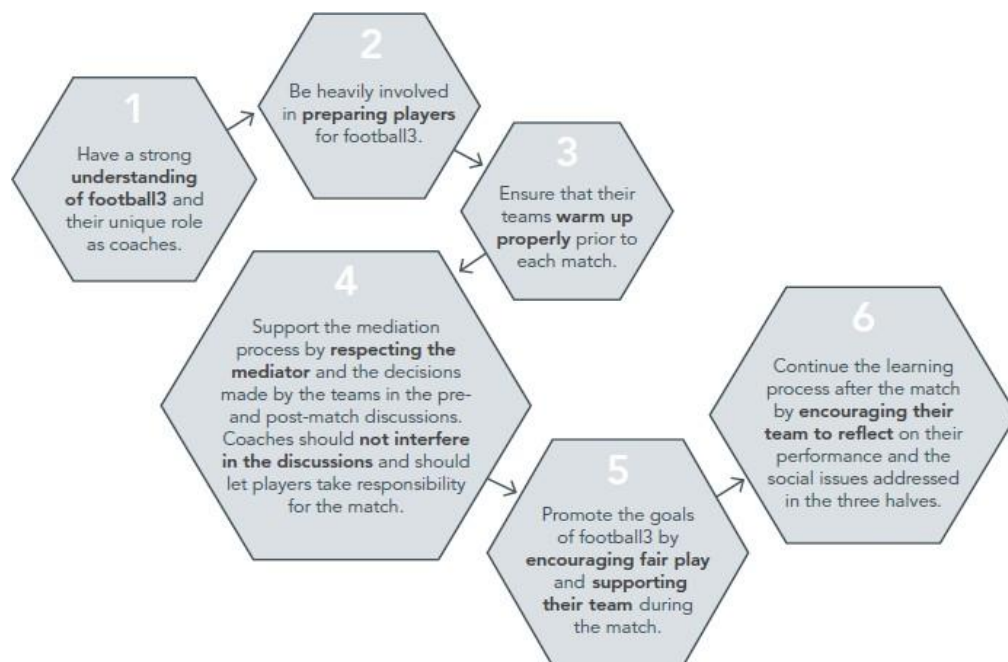 1
Have a strong
understanding
of football3 and
their unique role
as coaches.
2
Be heavily involved
in preparing players
for football3.
3
Ensure that their
teams warm up
properly prior to
each match.
4
Support the mediation
process by respecting the
mediator and the decisions
made by the teams in the pre-
and post-match discussions.
Coaches should not interfere
in the discussions and should
let players take responsibility
for the match.
5
Promote the goals
of football3 by
encouraging fair play
and supporting
their team during
the match.
6
Continue the learning
process after the match
by encouraging their
team to reflect on their
performance and the
social issues addressed
in the three halves.